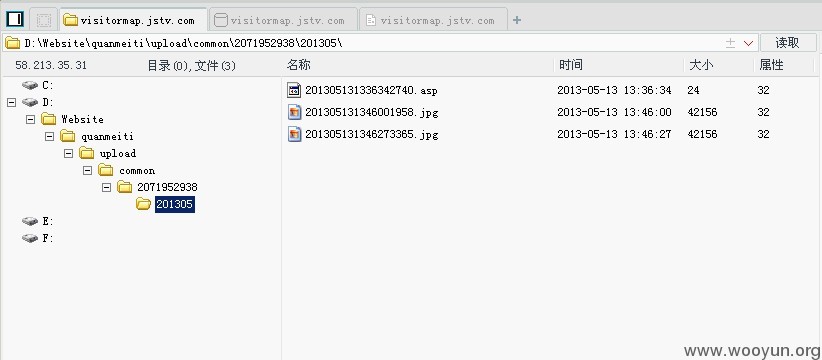 visitormap.jstv.com visitormap.jstv.com visitormap.jstv.com +
D:\Website\quanmeiti\upload\common\2071952938\201305\ 读取
58.213.35.31 目录(0),文件(3) 名称 时间 大小 属性
C:
D:
Website
quanmeiti
upload
common
2071952938
201305
E:
F:
201305131336342740.asp 2013-05-13 13:36:34 24 32
201305131346001958.jpg 2013-05-13 13:46:00 42156 32
201305131346273365.jpg 2013-05-13 13:46:27 42156 32
www.wooyun.org